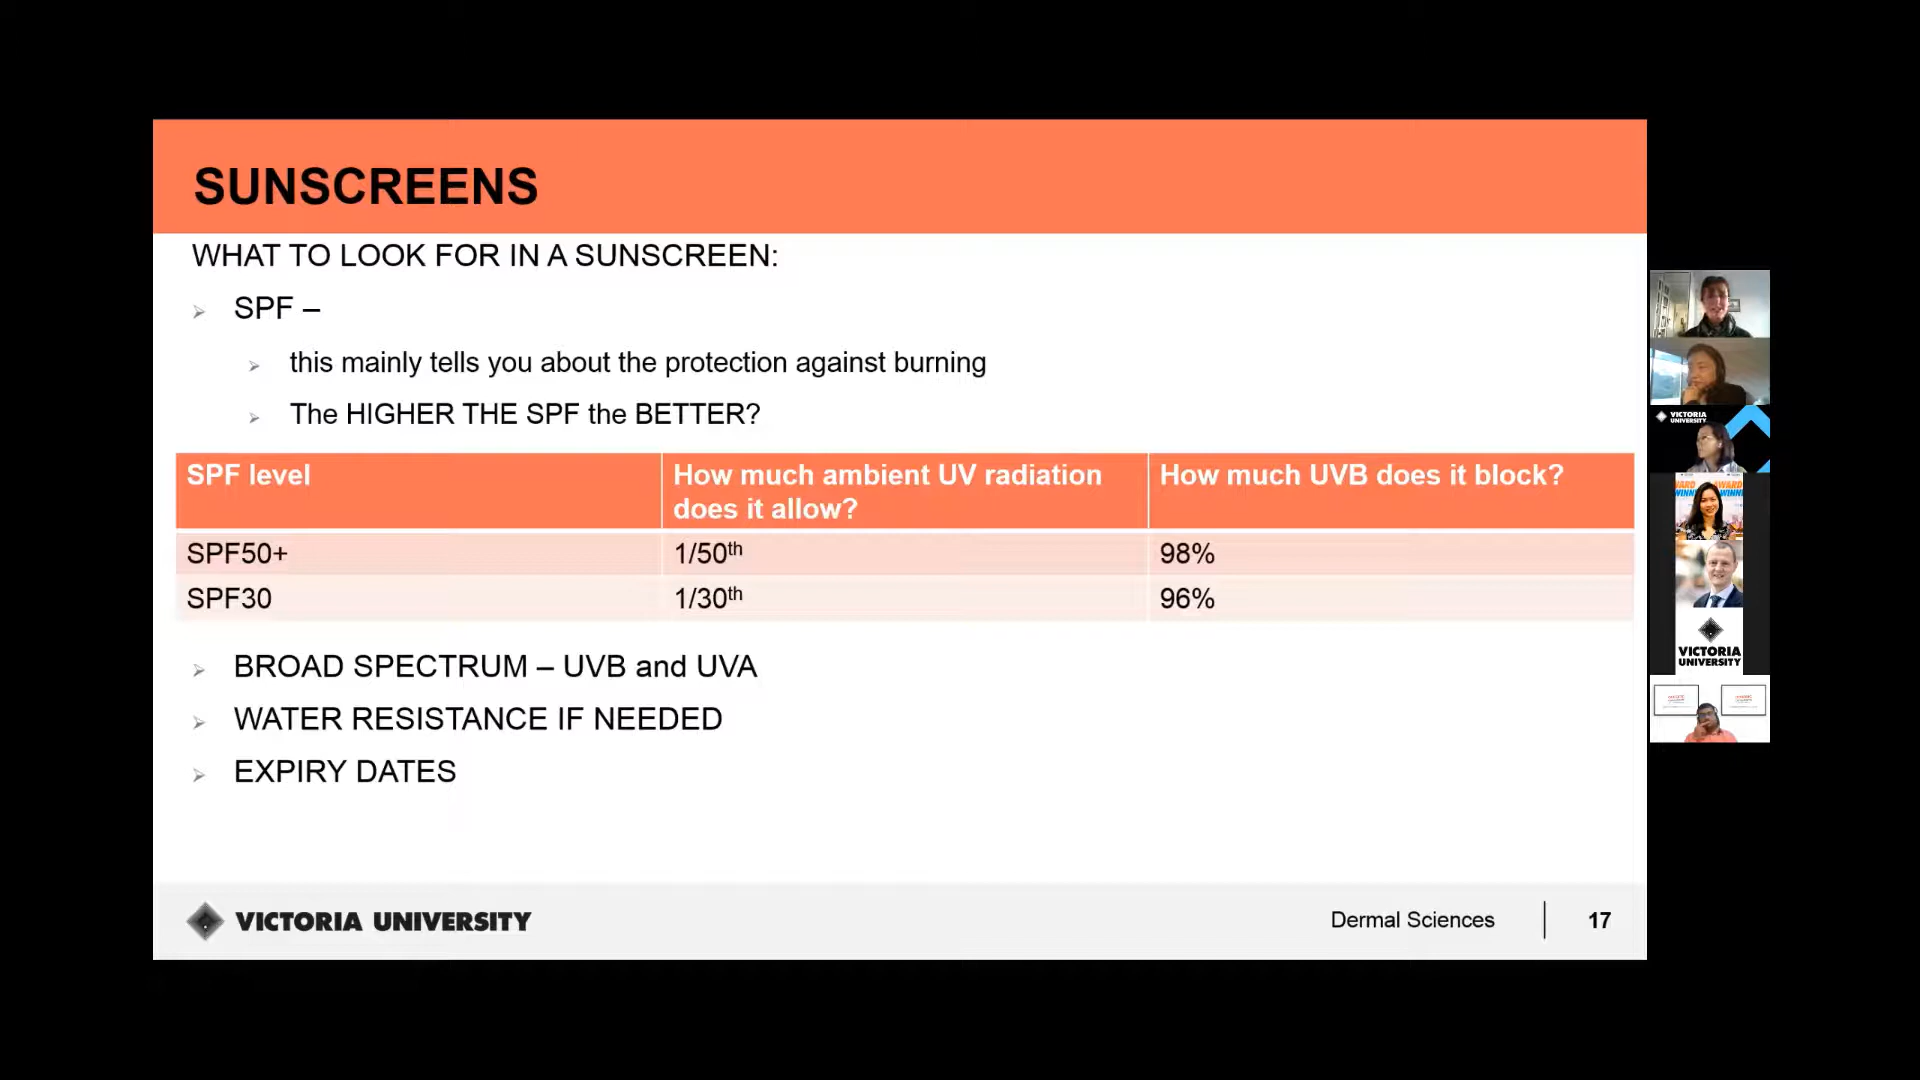 SUNSCREENS
WHAT TO LOOK FOR IN A SUNSCREEN:
SPF –
this mainly tells you about the protection against burning
The HIGHER THE SPF the BETTER?
SPF level
How much ambient UV radiation
does it allow?
How much UVB does it block?
SPF50+
1/50th
98%
SPF30
1/30th
96%
BROAD SPECTRUM – UVB and UVA
WATER RESISTANCE IF NEEDED
EXPIRY DATES
VICTORIA UNIVERSITY
Dermal Sciences
17
VICTORIA
UNIVERSITY
VICTORIA
UNIVERSITY